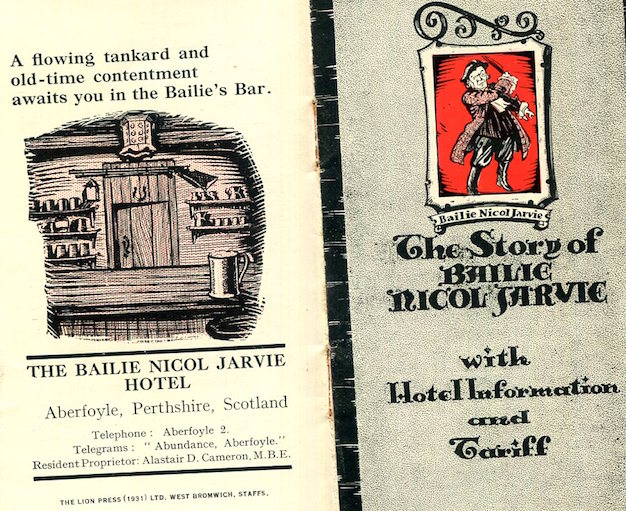 A flowing tankard and
old-time contentment
awaits you in the Bailie's Bar.
THE BAILIE NICOL JARVIE
HOTEL
Aberfoyle, Perthshire, Scotland
Telephone : Aberfoyle 2.
Telegrams : " Abundance, Aberfoyle."
Resident Proprietor: Alastair D. Cameron, M.B.E.
THE LION PRESS (1931) LTD. WEST BROMWICH, STAFFS.
Bailie Nicol Jarvie
The Story of
BAILIE
NICOL JARVIE
with
Hotel Information
and
Tariff